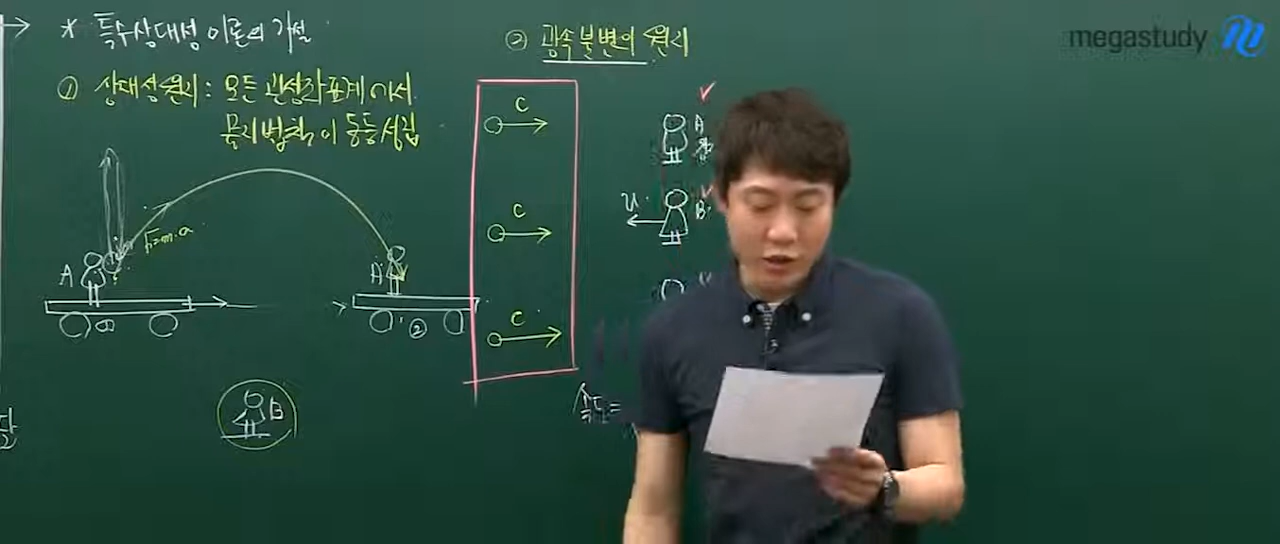 * 특수상대성 이론의 가설
① 상대성원리 : 모든 관성좌표계에서
물리법칙이 동등성립
② 광속불변의 원리
megastudy
C
C
C
A
B
u
F=m·a
A
A
①
②
B
속도=